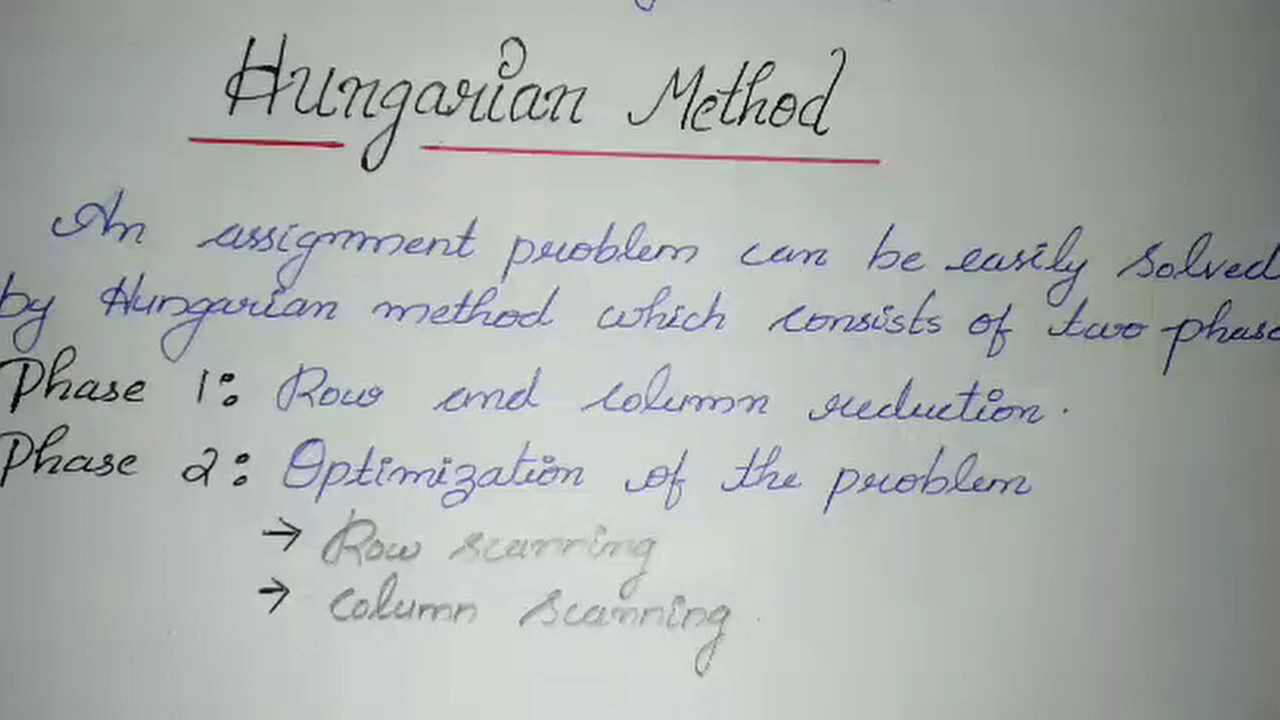 Hungarian Method
An assignment problem can be easily solved
by Hungarian method which consists of two phase
Phase 1: Row and column reduction.
Phase 2: Optimization of the problem
→ Row scanning
→ column scanning.